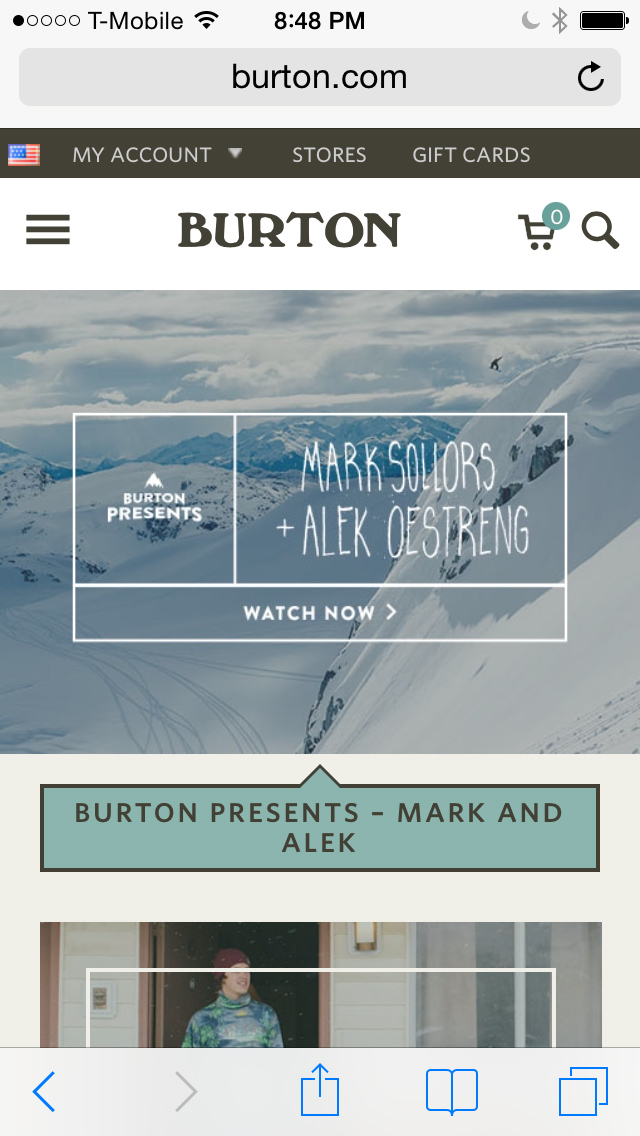 T-Mobile 8:48 PM
burton.com
MY ACCOUNT STORES GIFT CARDS
BURTON 0
BURTON
PRESENTS
MARK SOLLORS
+ ALEK OESTRENG
WATCH NOW >
BURTON PRESENTS – MARK AND
ALEK